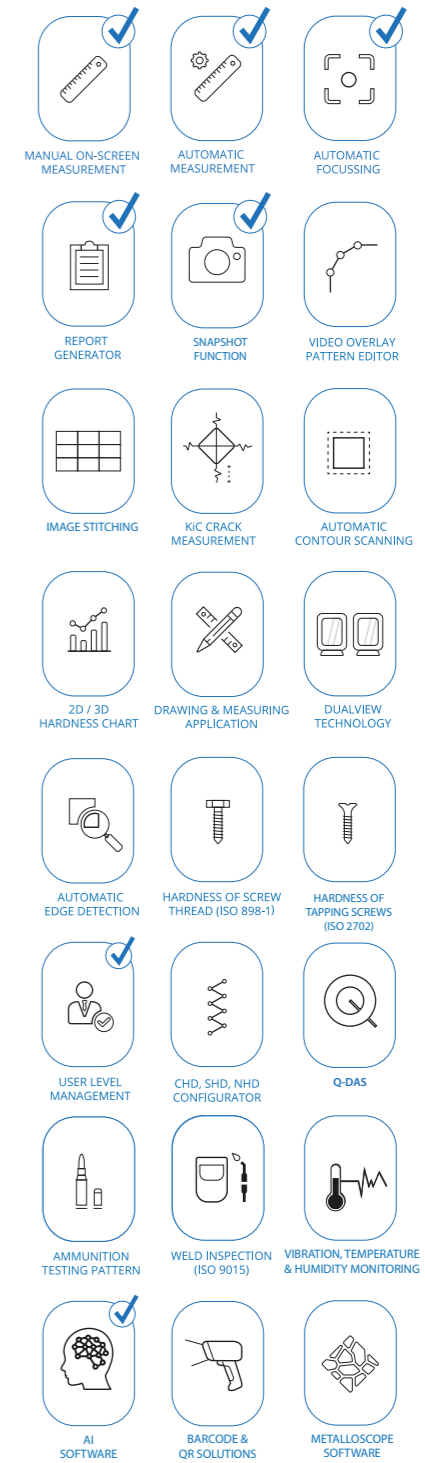 MANUAL ON-SCREEN
MEASUREMENT
AUTOMATIC
MEASUREMENT
AUTOMATIC
FOCUSSING
REPORT
GENERATOR
SNAPSHOT
FUNCTION
VIDEO OVERLAY
PATTERN EDITOR
IMAGE STITCHING
KiC CRACK
MEASUREMENT
AUTOMATIC
CONTOUR SCANNING
2D / 3D
HARDNESS CHART
DRAWING & MEASURING
APPLICATION
DUALVIEW
TECHNOLOGY
AUTOMATIC
EDGE DETECTION
HARDNESS OF SCREW
THREAD (İSO 898-1)
HARDNESS OF
TAPPING SCREWS
(ISO 2702)
USER LEVEL
MANAGEMENT
CHD, SHD, NHD
CONFIGURATOR
Q-DAS
AMMUNITION
TESTING PATTERN
WELD INSPECTION
(ISO 9015)
VIBRATION, TEMPERATURE
& HUMIDITY MONITORING
AI
SOFTWARE
BARCODE &
QR SOLUTIONS
METALLOSCOPE
SOFTWARE